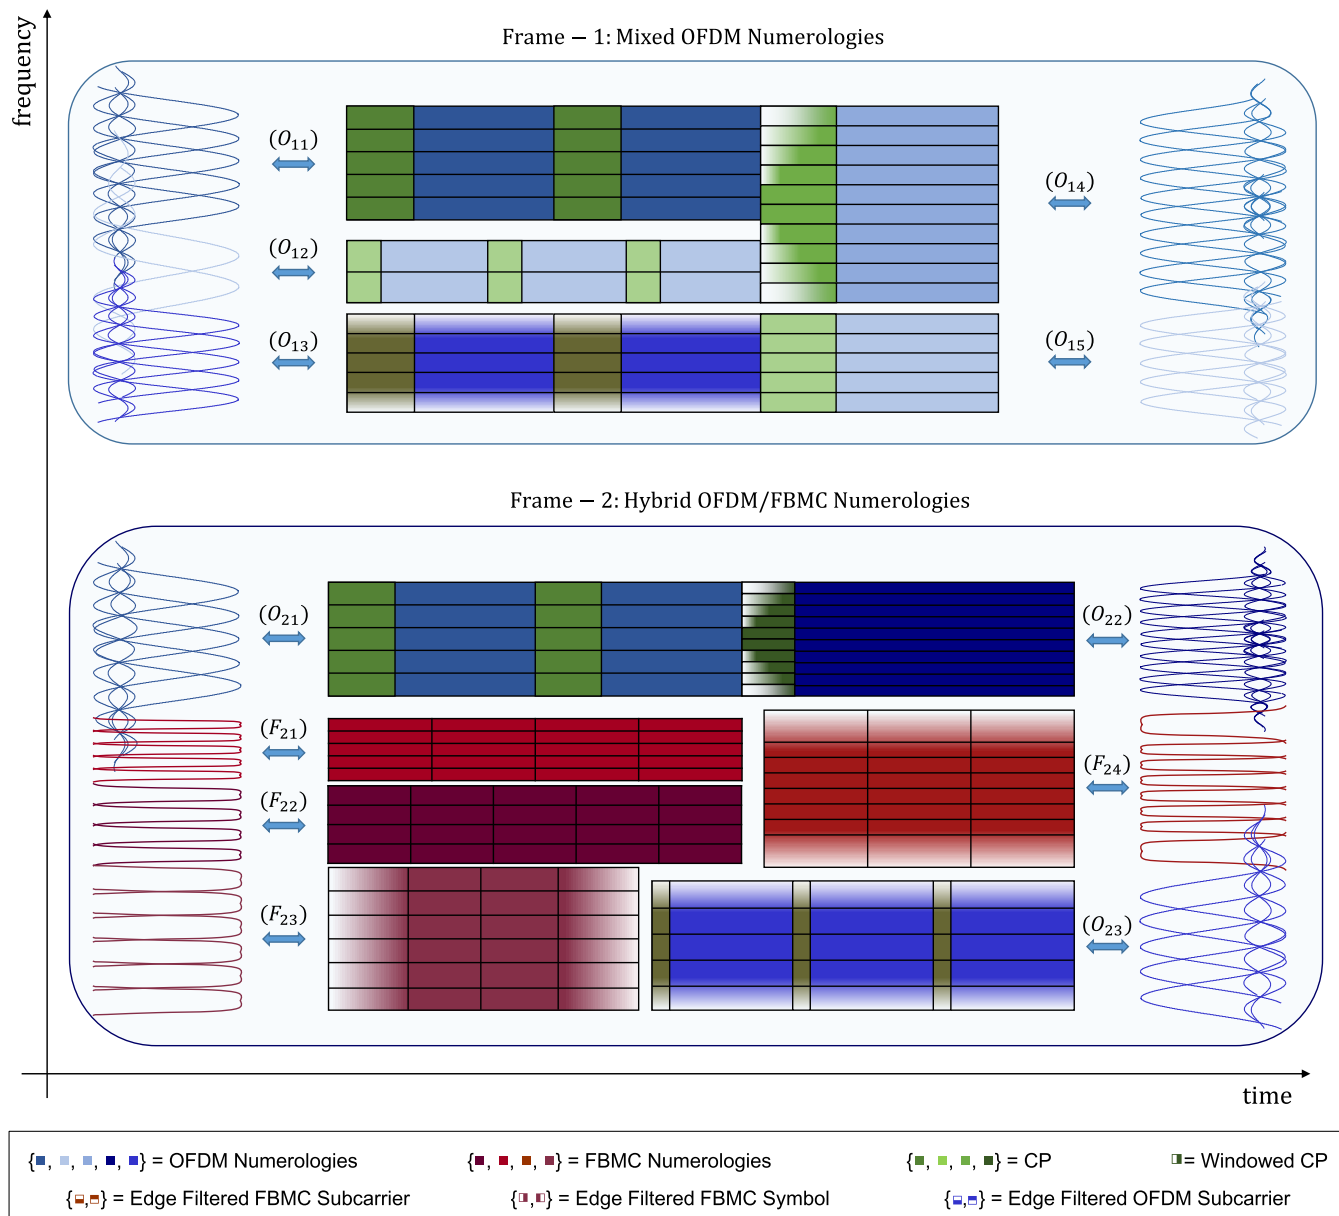 frequency
Frame − 1: Mixed OFDM Numerologies
(O₁₁)
(O₁₂)
(O₁₃)
(O₁₄)
(O₁₅)
Frame − 2: Hybrid OFDM/FBMC Numerologies
(O₂₁)
(F₂₁)
(F₂₂)
(F₂₃)
(O₂₂)
(F₂₄)
(O₂₃)
time
{ , , , , } = OFDM Numerologies
{ , , , } = FBMC Numerologies
{ , , , } = CP
= Windowed CP
{ , } = Edge Filtered FBMC Subcarrier
{ , } = Edge Filtered FBMC Symbol
{ , } = Edge Filtered OFDM Subcarrier